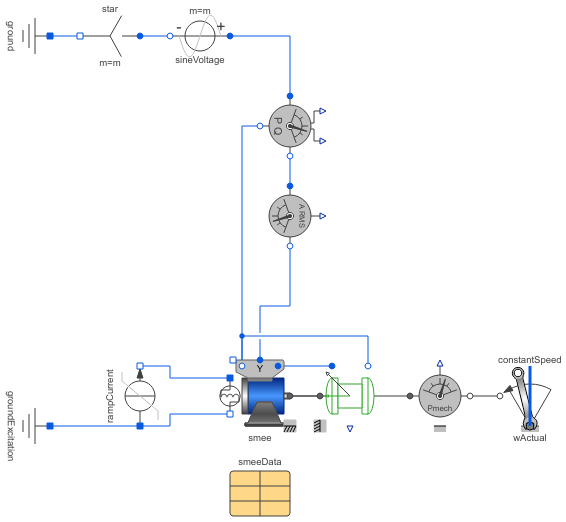 star
m=m
ground
m=m
-
+
sineVoltage
P Q
A RMS
groundExcitation
rampCurrent
Y
smee
Pmech
constantSpeed
wActual
smeeData